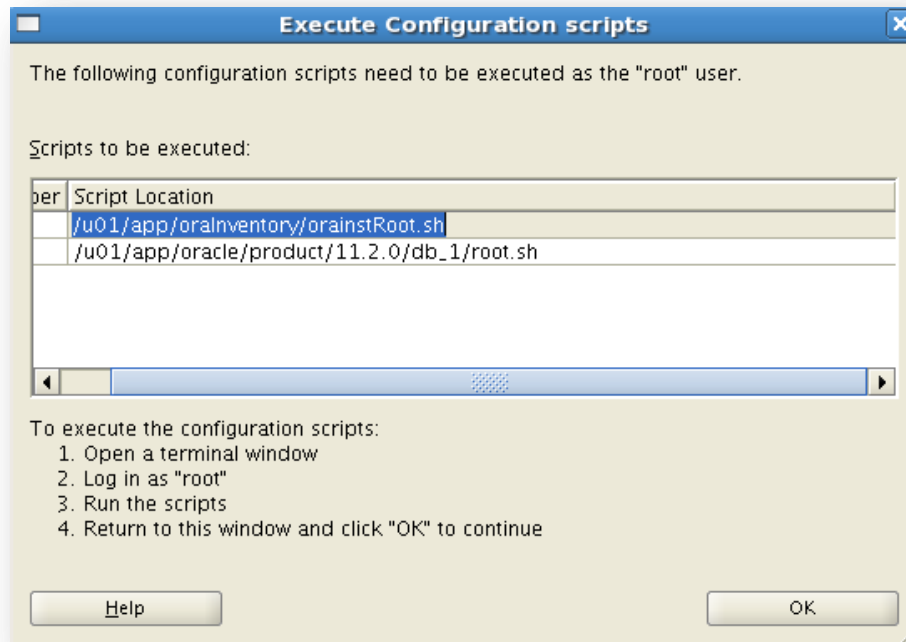 Execute Configuration scripts
The following configuration scripts need to be executed as the "root" user.
Scripts to be executed:
ber Script Location
/u01/app/oraInventory/orainstRoot.sh
/u01/app/oracle/product/11.2.0/db_1/root.sh
To execute the configuration scripts:
1. Open a terminal window
2. Log in as "root"
3. Run the scripts
4. Return to this window and click "OK" to continue
Help OK